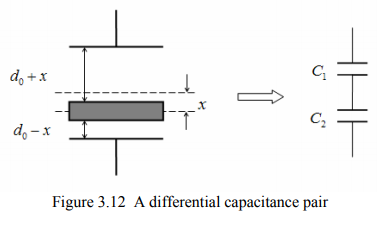 d₀ + x
x
C₁
C₂
d₀ − x
Figure 3.12 A differential capacitance pair